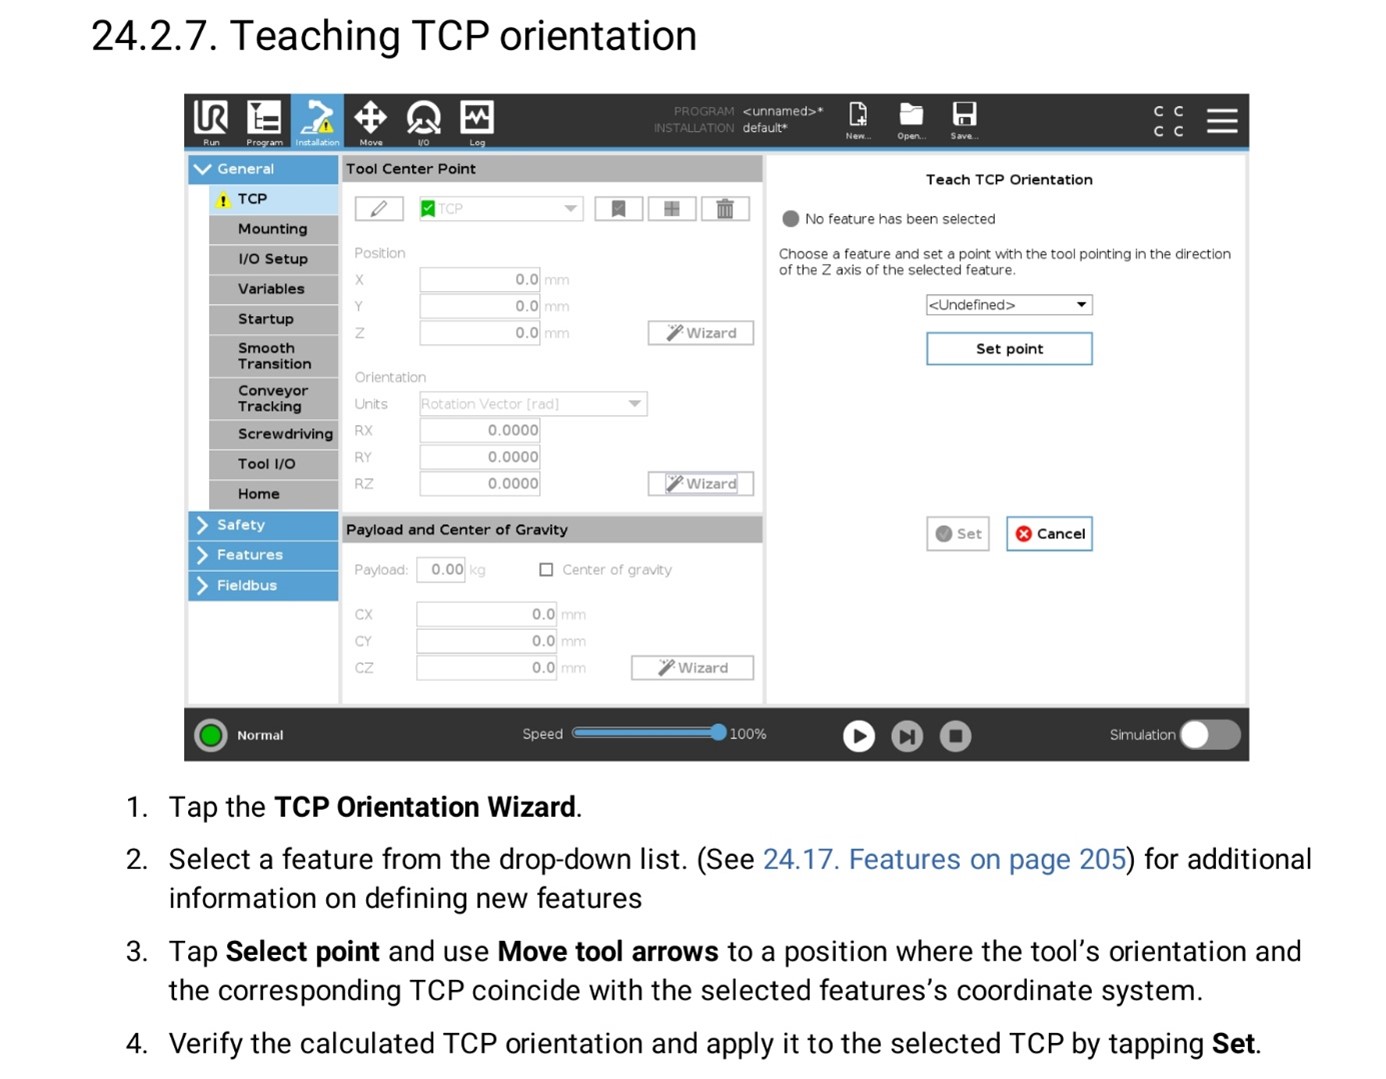 24.2.7. Teaching TCP orientation
UR
Run
Program
Installation
Move
I/O
Log
PROGRAM <unnamed>*
INSTALLATION default*
New...
Open...
Save...
C C
C C
General
TCP
Mounting
I/O Setup
Variables
Startup
Smooth
Transition
Conveyor
Tracking
Screwdriving
Tool I/O
Home
Safety
Features
Fieldbus
Tool Center Point
TCP
Position
X 0.0 mm
Y 0.0 mm
Z 0.0 mm
Wizard
Orientation
Units Rotation Vector [rad]
RX 0.0000
RY 0.0000
RZ 0.0000
Wizard
Payload and Center of Gravity
Payload: 0.00 kg Center of gravity
CX 0.0 mm
CY 0.0 mm
CZ 0.0 mm
Wizard
Teach TCP Orientation
No feature has been selected
Choose a feature and set a point with the tool pointing in the direction
of the Z axis of the selected feature.
<Undefined>
Set point
Set
Cancel
Normal
Speed 100%
Simulation
1. Tap the TCP Orientation Wizard.
2. Select a feature from the drop-down list. (See 24.17. Features on page 205) for additional
information on defining new features
3. Tap Select point and use Move tool arrows to a position where the tool’s orientation and
the corresponding TCP coincide with the selected features’s coordinate system.
4. Verify the calculated TCP orientation and apply it to the selected TCP by tapping Set.